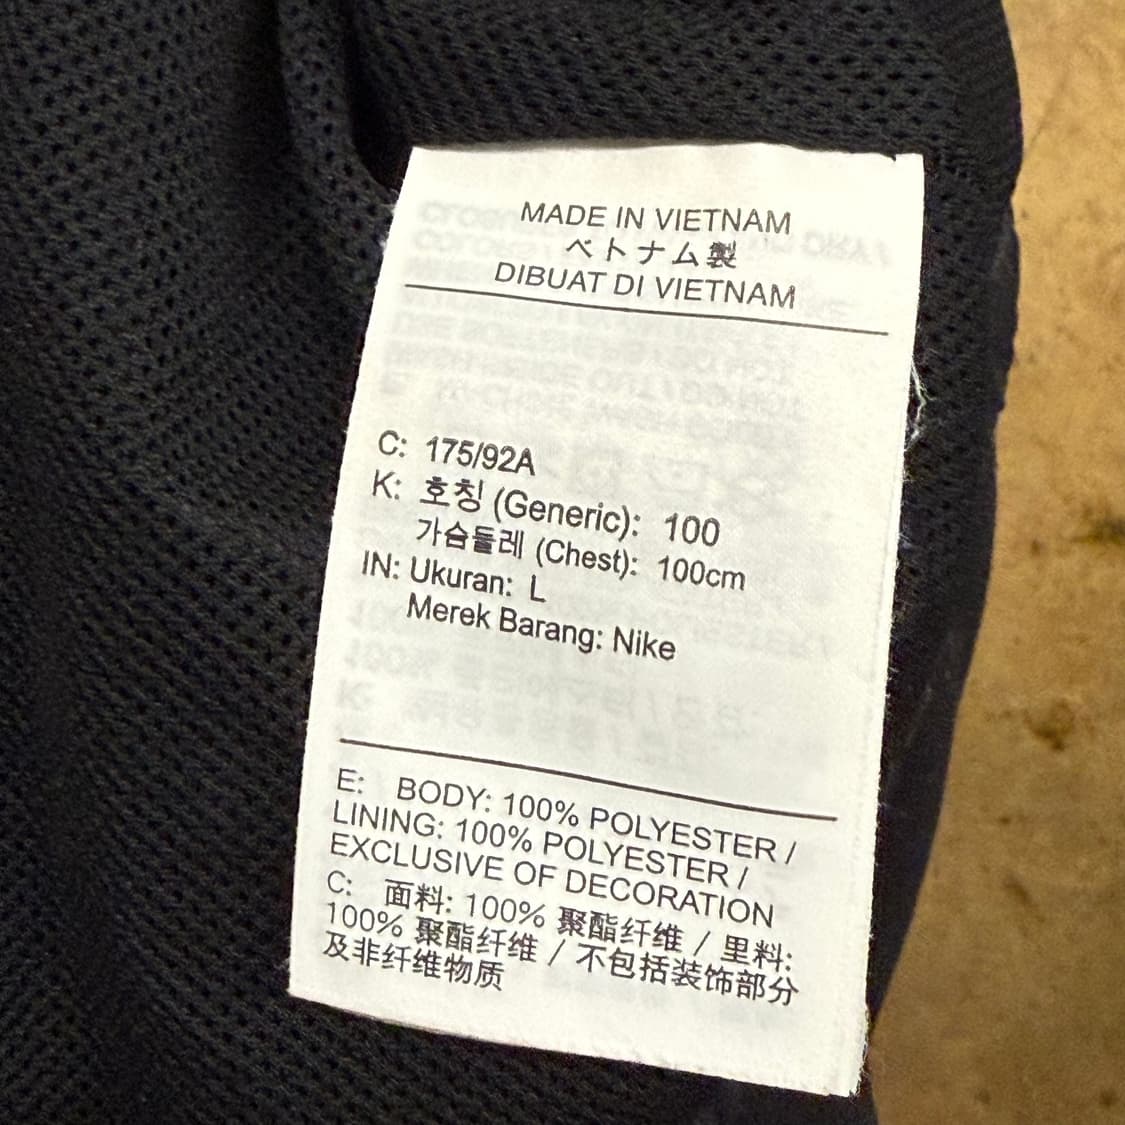 MADE IN VIETNAM
ベトナム製
DIBUAT DI VIETNAM
C: 175/92A
K: 호칭 (Generic): 100
가슴들레 (Chest): 100cm
IN: Ukuran: L
Merek Barang: Nike
E: BODY: 100% POLYESTER /
LINING: 100% POLYESTER /
EXCLUSIVE OF DECORATION
C: 面料: 100% 聚酯纤维 / 里料:
100% 聚酯纤维 / 不包括装饰部分
及非纤维物质